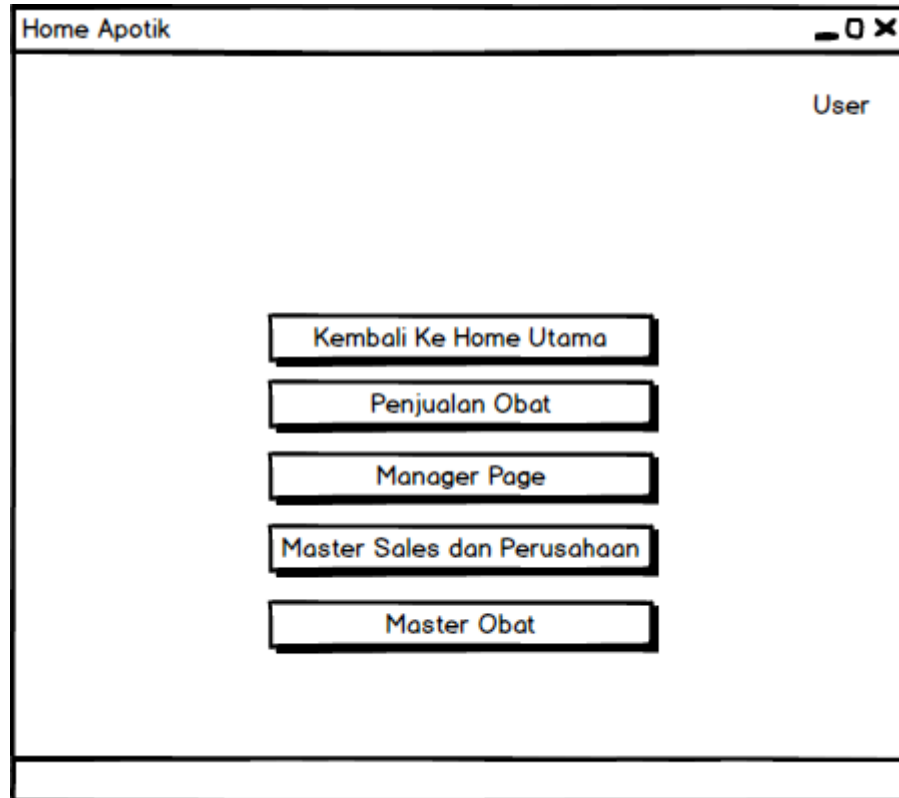 Home Apotik
User
Kembali Ke Home Utama
Penjualan Obat
Manager Page
Master Sales dan Perusahaan
Master Obat